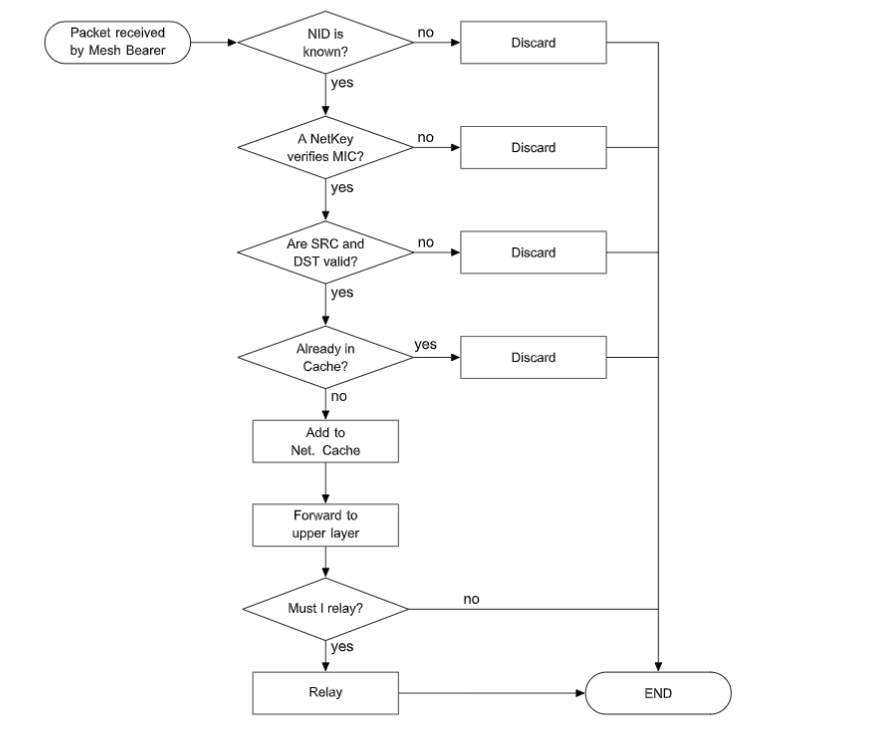 Packet received
by Mesh Bearer
NID is
known?
no
Discard
yes
A NetKey
verifies MIC?
no
Discard
yes
Are SRC and
DST valid?
no
Discard
yes
Already in
Cache?
yes
Discard
no
Add to
Net. Cache
Forward to
upper layer
Must I relay?
no
yes
Relay
END